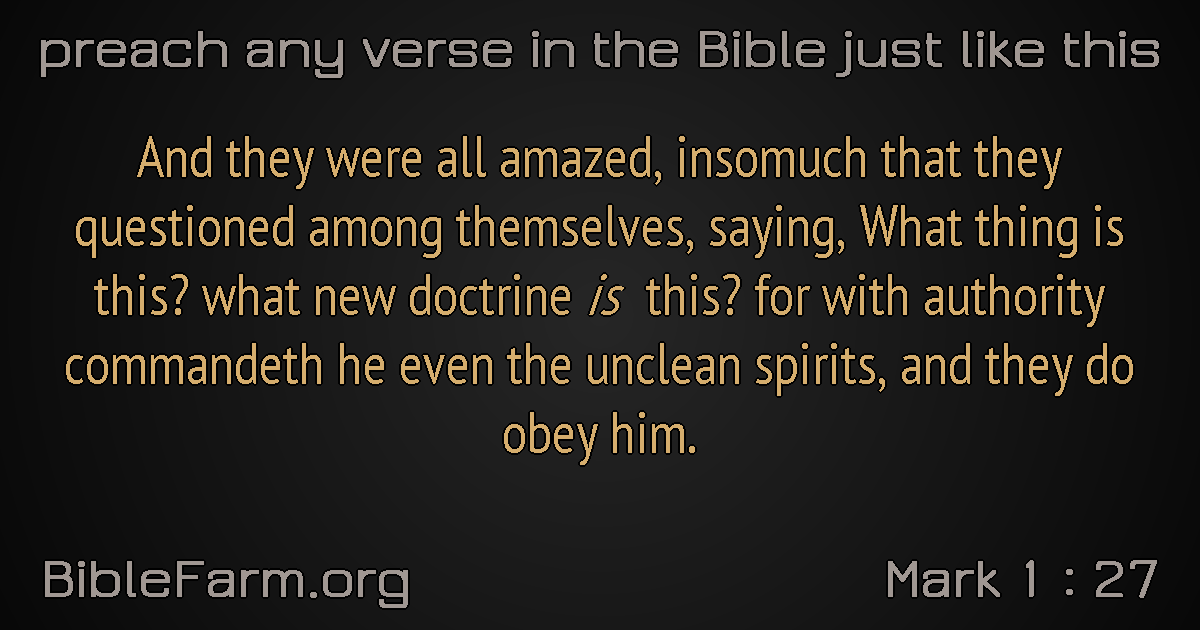 preach any verse in the Bible just like this
And they were all amazed, insomuch that they
questioned among themselves, saying, What thing is
this? what new doctrine is this? for with authority
commandeth he even the unclean spirits, and they do
obey him.
BibleFarm.org
Mark 1 : 27